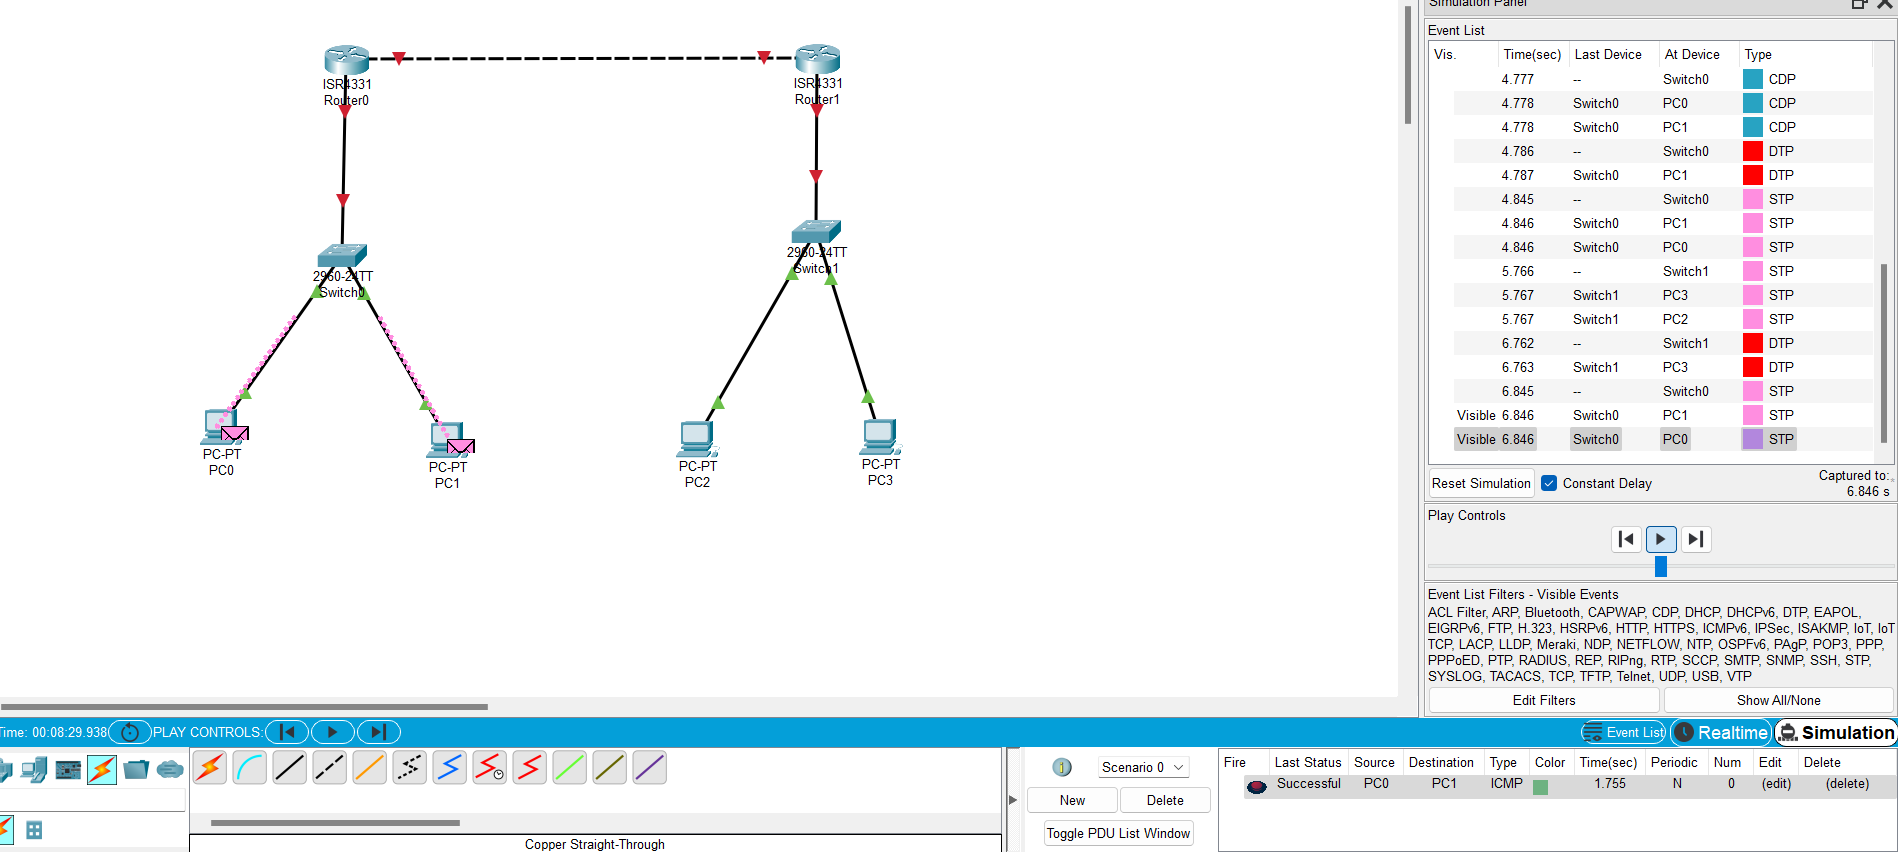 Simulation Panel
Event List
Vis. Time(sec) Last Device At Device Type
4.777 -- Switch0 CDP
4.778 Switch0 PC0 CDP
4.778 Switch0 PC1 CDP
4.786 -- Switch0 DTP
4.787 Switch0 PC1 DTP
4.845 -- Switch0 STP
4.846 Switch0 PC1 STP
4.846 Switch0 PC0 STP
5.766 -- Switch1 STP
5.767 Switch1 PC3 STP
5.767 Switch1 PC2 STP
6.762 -- Switch1 DTP
6.763 Switch1 PC3 DTP
6.845 -- Switch0 STP
Visible 6.846 Switch0 PC1 STP
Visible 6.846 Switch0 PC0 STP
Reset Simulation Constant Delay Captured to:
6.846 s
Play Controls
Event List Filters - Visible Events
ACL Filter, ARP, Bluetooth, CAPWAP, CDP, DHCP, DHCPv6, DTP, EAPOL,
EIGRPv6, FTP, H.323, HSRPv6, HTTP, HTTPS, ICMPv6, IPSec, ISAKMP, IoT, IoT
TCP, LACP, LLDP, Meraki, NDP, NETFLOW, NTP, OSPFv6, PAgP, POP3, PPP,
PPPoED, PTP, RADIUS, REP, RIPng, RTP, SCCP, SMTP, SNMP, SSH, STP,
SYSLOG, TACACS, TCP, TFTP, Telnet, UDP, USB, VTP
Edit Filters Show All/None
ISR4331
Router0
ISR4331
Router1
2960-24TT
Switch0
2960-24TT
Switch1
PC-PT
PC0
PC-PT
PC1
PC-PT
PC2
PC-PT
PC3
Time: 00:08:29.938 PLAY CONTROLS:
Event List Realtime Simulation
Copper Straight-Through
Scenario 0
New Delete
Toggle PDU List Window
Fire Last Status Source Destination Type Color Time(sec) Periodic Num Edit Delete
Successful PC0 PC1 ICMP 1.755 N 0 (edit) (delete)